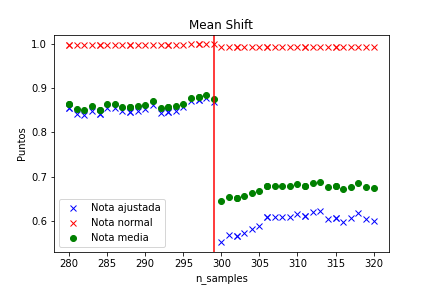 Mean Shift
1.0
0.9
0.8
0.7
0.6
Puntos
Nota ajustada
Nota normal
Nota media
280 285 290 295 300 305 310 315 320
n_samples